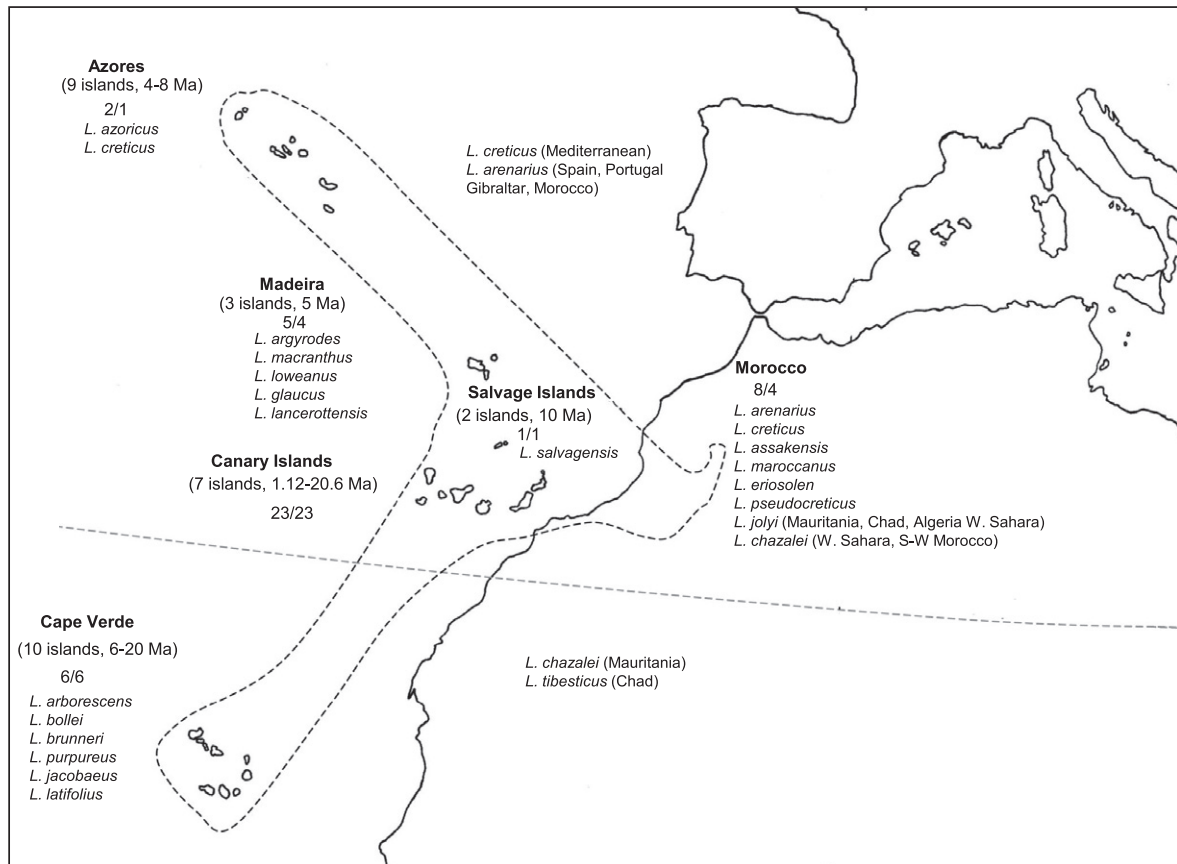 Azores
(9 islands, 4-8 Ma)
2/1
L. azoricus
L. creticus
L. creticus (Mediterranean)
L. arenarius (Spain, Portugal
Gibraltar, Morocco)
Madeira
(3 islands, 5 Ma)
5/4
L. argyrodes
L. macranthus
L. loweanus
L. glaucus
L. lancerottensis
Salvage Islands
(2 islands, 10 Ma)
1/1
L. salvagensis
Canary Islands
(7 islands, 1.12-20.6 Ma)
23/23
Morocco
8/4
L. arenarius
L. creticus
L. assakensis
L. maroccanus
L. eriosolen
L. pseudocreticus
L. jolyi (Mauritania, Chad, Algeria W. Sahara)
L. chazalei (W. Sahara, S-W Morocco)
Cape Verde
(10 islands, 6-20 Ma)
6/6
L. arborescens
L. bollei
L. brunneri
L. purpureus
L. jacobaeus
L. latifolius
L. chazalei (Mauritania)
L. tibesticus (Chad)